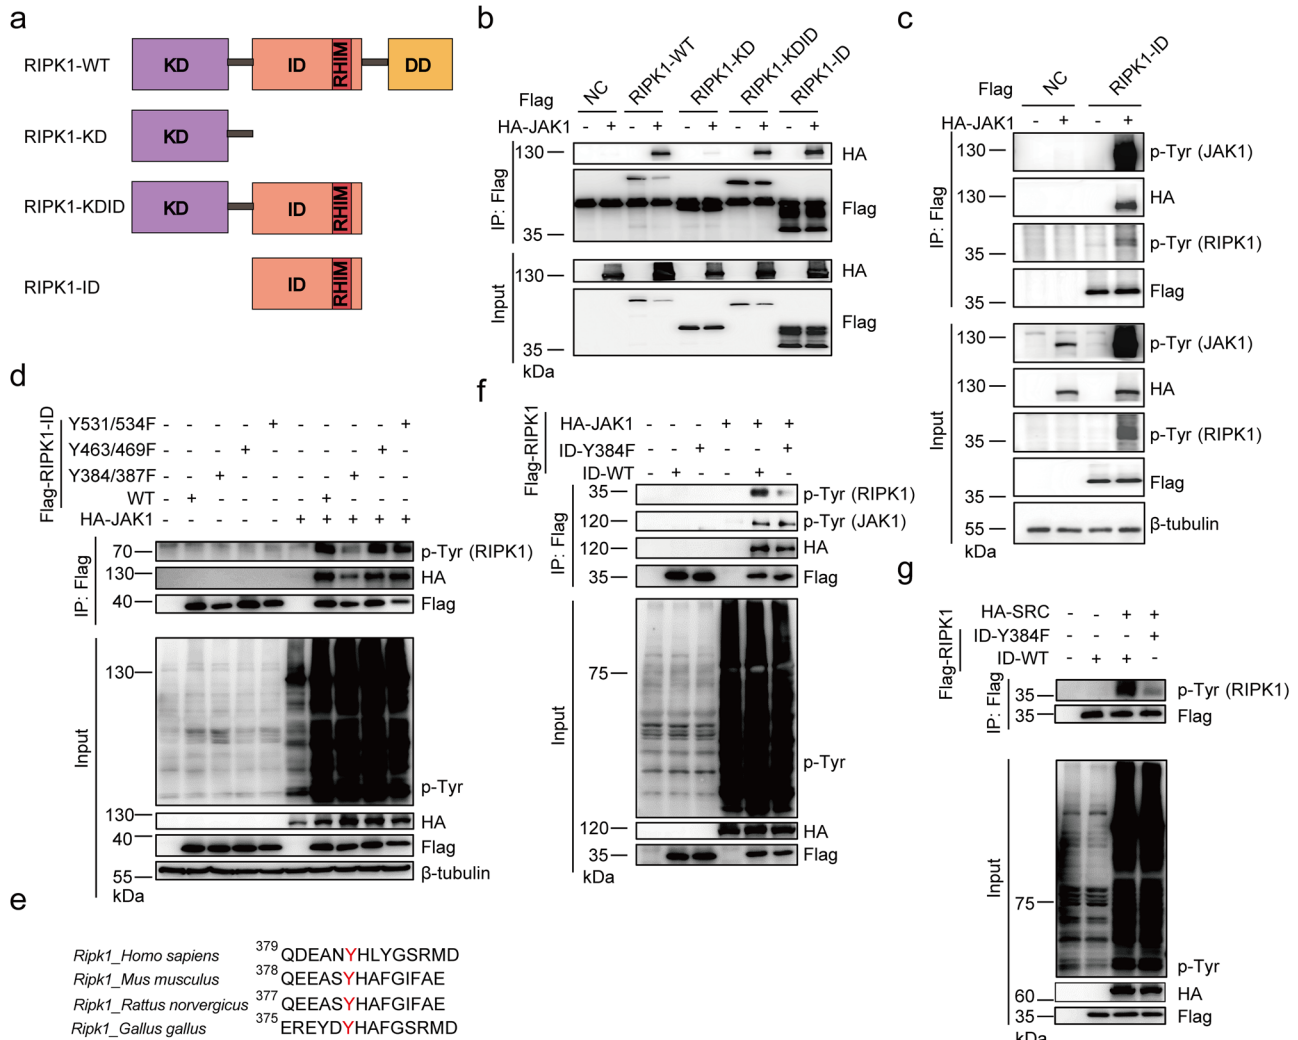 a
RIPK1-WT KD ID RHIM DD
RIPK1-KD KD
RIPK1-KDID KD ID RHIM
RIPK1-ID ID RHIM
b
Flag NC RIPK1-WT RIPK1-KD RIPK1-KDID RIPK1-ID
HA-JAK1 - + - + - + - + - +
IP: Flag
130 HA
Flag
35
Input
130 HA
Flag
35
kDa
c
Flag NC RIPK1-ID
HA-JAK1 - + - +
IP: Flag
130 p-Tyr (JAK1)
130 HA
35 p-Tyr (RIPK1)
Flag
35
Input
130 p-Tyr (JAK1)
130 HA
35 p-Tyr (RIPK1)
Flag
35
55 β-tubulin
kDa
d
Flag-RIPK1-ID
Y531/534F - - - - + - - - - +
Y463/469F - - - + - - - - + -
Y384/387F - - + - - - - + - -
WT - + - - - - + - - -
HA-JAK1 - - - - - + + + + +
IP: Flag
70 p-Tyr (RIPK1)
130 HA
40 Flag
Input
130
p-Tyr
130 HA
40 Flag
55 β-tubulin
kDa
e
Ripk1_Homo sapiens 379 QDEANYHLYGSRMD
Ripk1_Mus musculus 378 QEEASYHAFGIFAE
Ripk1_Rattus norvergicus 377 QEEASYHAFGIFAE
Ripk1_Gallus gallus 375 EREYDYHAFGSRMD
f
Flag-RIPK1
HA-JAK1 - - - + + +
ID-Y384F - - + - - +
ID-WT - + - - + -
IP: Flag
35 p-Tyr (RIPK1)
120 p-Tyr (JAK1)
120 HA
35 Flag
Input
75
p-Tyr
120 HA
35 Flag
kDa
g
Flag-RIPK1
HA-SRC - - + +
ID-Y384F - - - +
ID-WT - + + -
IP: Flag
35 p-Tyr (RIPK1)
35 Flag
Input
75
p-Tyr
60 HA
35 Flag
kDa